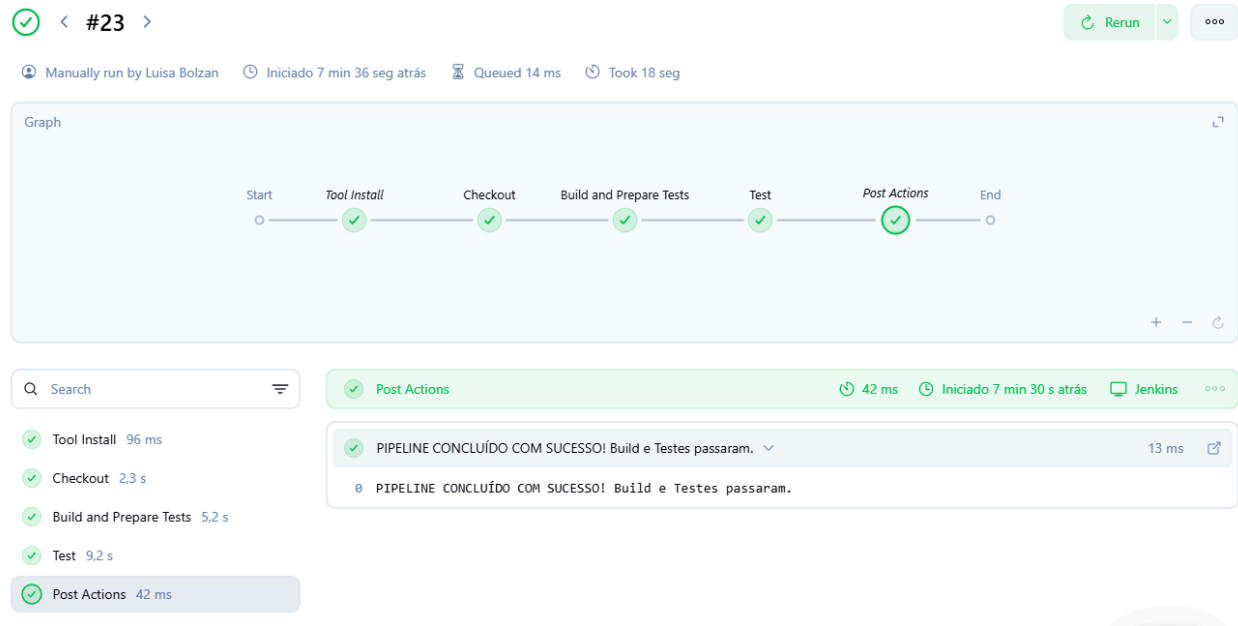 #23
Rerun
Manually run by Luisa Bolzan
Iniciado 7 min 36 seg atrás
Queued 14 ms
Took 18 seg
Graph
Start
Tool Install
Checkout
Build and Prepare Tests
Test
Post Actions
End
Search
Tool Install 96 ms
Checkout 2,3 s
Build and Prepare Tests 5,2 s
Test 9,2 s
Post Actions 42 ms
Post Actions
42 ms
Iniciado 7 min 30 s atrás
Jenkins
PIPELINE CONCLUÍDO COM SUCESSO! Build e Testes passaram.
13 ms
0 PIPELINE CONCLUÍDO COM SUCESSO! Build e Testes passaram.